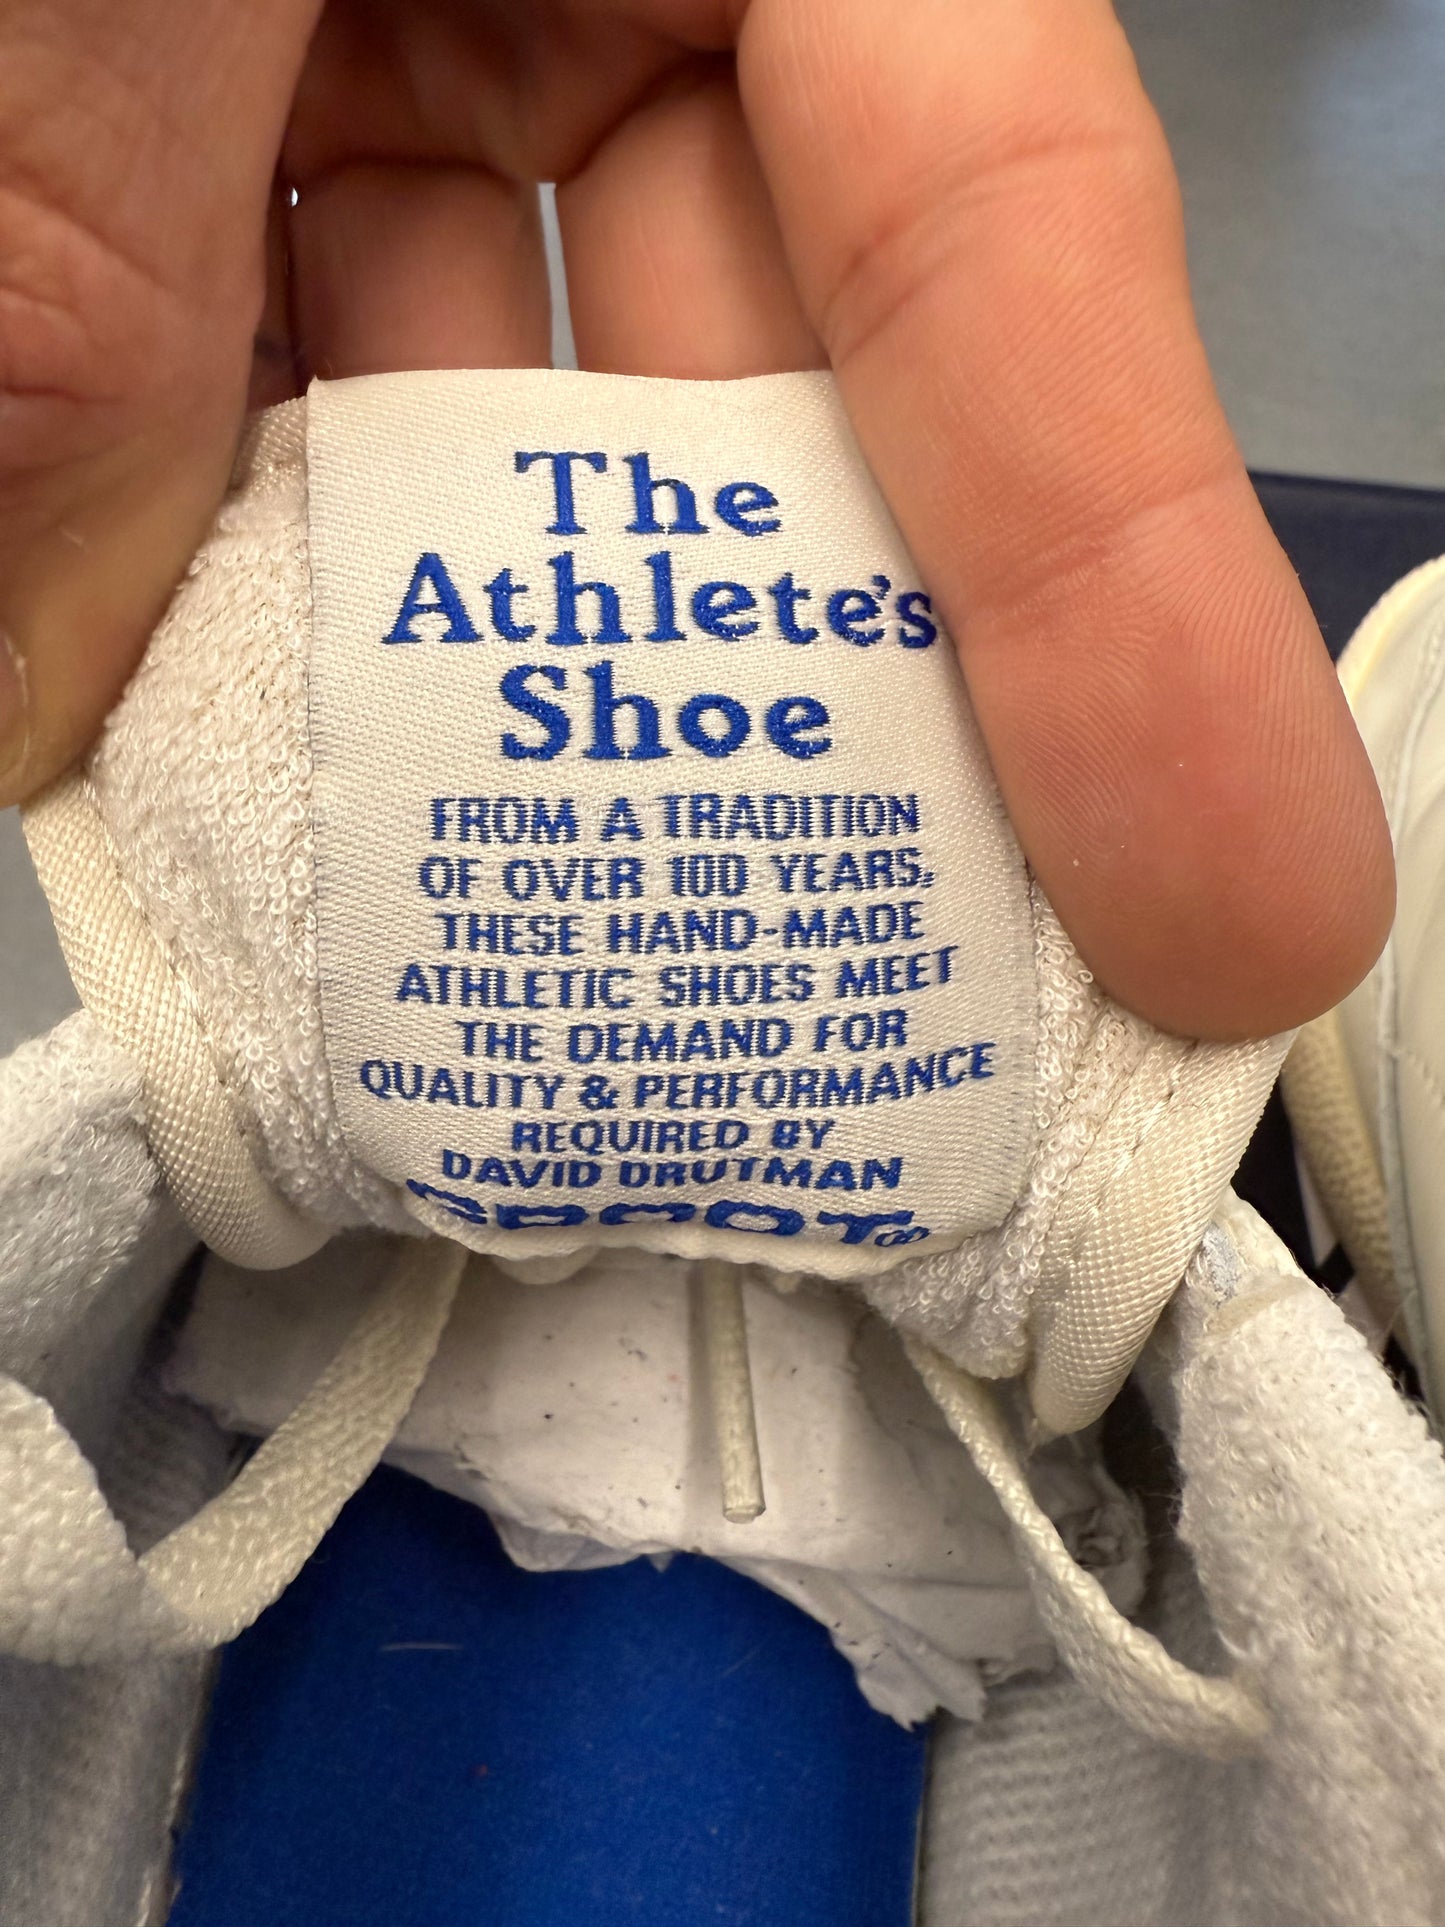 The
Athlete's
Shoe
FROM A TRADITION
OF OVER 100 YEARS.
THESE HAND-MADE
ATHLETIC SHOES MEET
THE DEMAND FOR
QUALITY & PERFORMANCE
REQUIRED BY
DAVID DRUTMAN